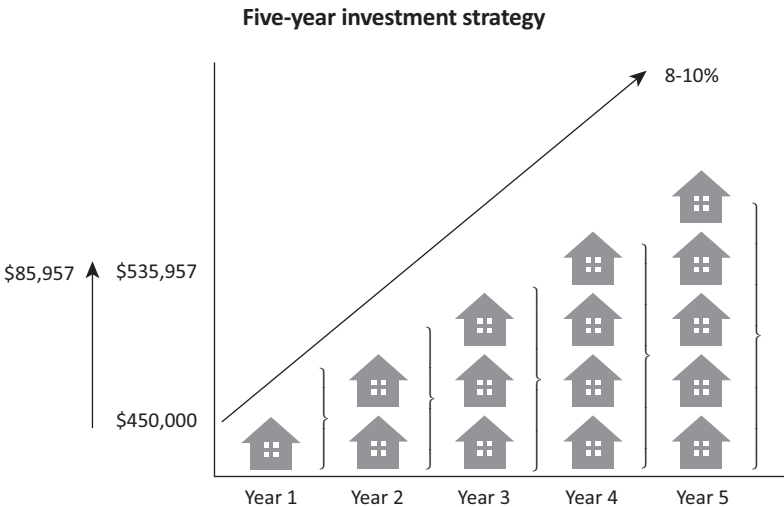 Five-year investment strategy
8-10%
$85,957
$535,957
$450,000
Year 1 Year 2 Year 3 Year 4 Year 5